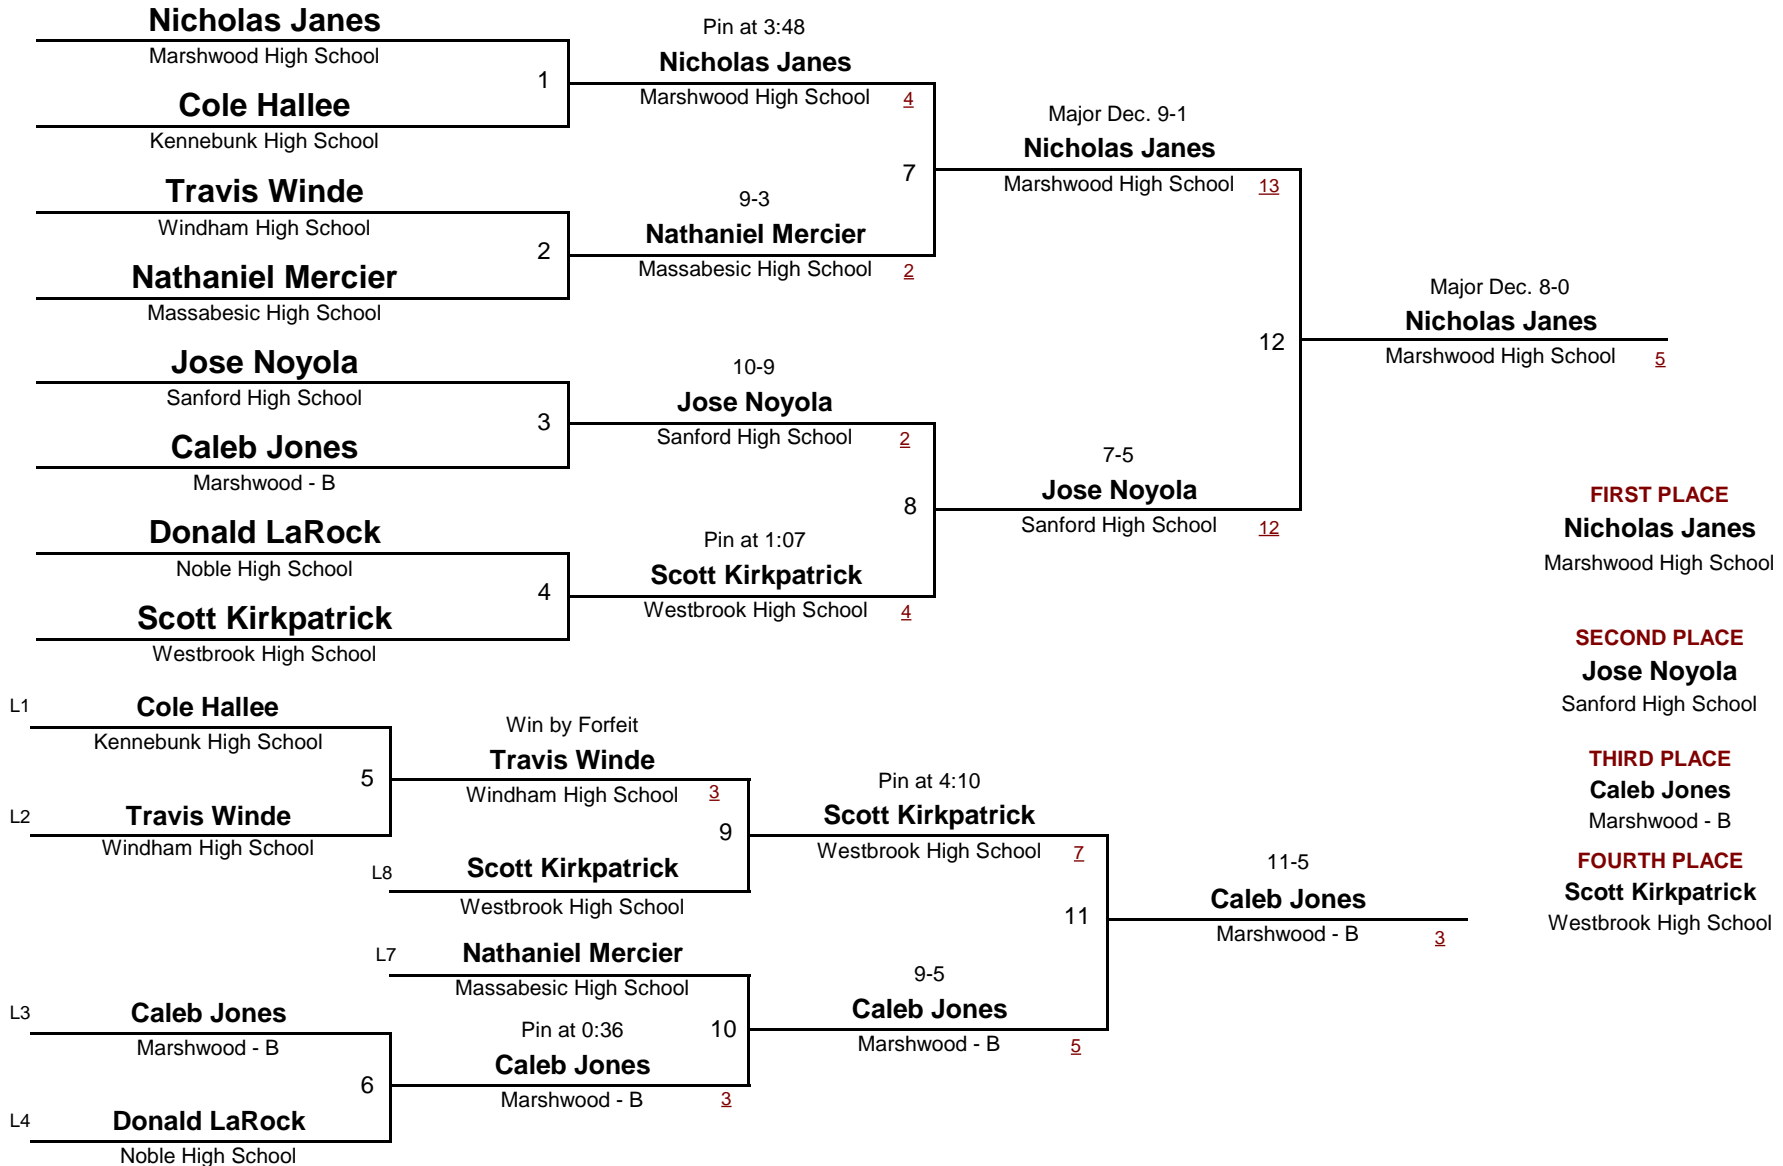 Nicholas Janes
Marshwood High School
1
Cole Hallee
Kennebunk High School
Travis Winde
Windham High School
2
Nathaniel Mercier
Massabesic High School
Jose Noyola
Sanford High School
3
Caleb Jones
Marshwood - B
Donald LaRock
Noble High School
4
Scott Kirkpatrick
Westbrook High School
Pin at 3:48
Nicholas Janes
Marshwood High School 4
7
9-3
Nathaniel Mercier
Massabesic High School 2
10-9
Jose Noyola
Sanford High School 2
8
Pin at 1:07
Scott Kirkpatrick
Westbrook High School 4
Major Dec. 9-1
Nicholas Janes
Marshwood High School 13
12
7-5
Jose Noyola
Sanford High School 12
Major Dec. 8-0
Nicholas Janes
Marshwood High School 5
FIRST PLACE
Nicholas Janes
Marshwood High School
SECOND PLACE
Jose Noyola
Sanford High School
THIRD PLACE
Caleb Jones
Marshwood - B
FOURTH PLACE
Scott Kirkpatrick
Westbrook High School
L1 Cole Hallee
Kennebunk High School
5
L2 Travis Winde
Windham High School
L3 Caleb Jones
Marshwood - B
6
L4 Donald LaRock
Noble High School
Win by Forfeit
Travis Winde
Windham High School 3
9
L8 Scott Kirkpatrick
Westbrook High School
L7 Nathaniel Mercier
Massabesic High School
10
Pin at 0:36
Caleb Jones
Marshwood - B 3
Pin at 4:10
Scott Kirkpatrick
Westbrook High School 7
11
9-5
Caleb Jones
Marshwood - B 5
11-5
Caleb Jones
Marshwood - B 3